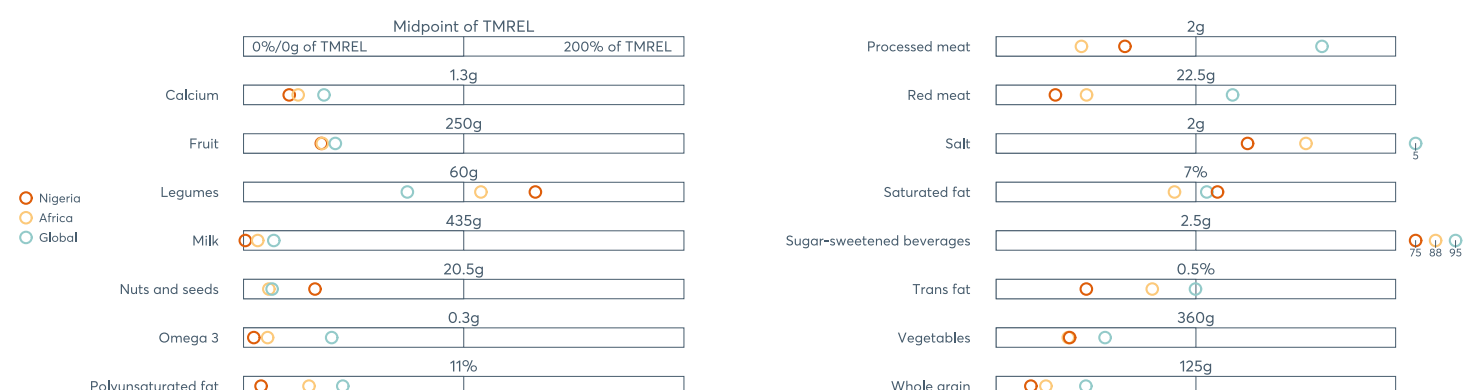 Midpoint of TMREL
0%/0g of TMREL 200% of TMREL
1.3g
Calcium
250g
Fruit
60g
Legumes
435g
Milk
20.5g
Nuts and seeds
0.3g
Omega 3
11%
Polyunsaturated fat
Nigeria
Africa
Global
2g
Processed meat
22.5g
Red meat
2g
Salt
5
7%
Saturated fat
2.5g
Sugar-sweetened beverages
75 88 95
0.5%
Trans fat
360g
Vegetables
125g
Whole grain